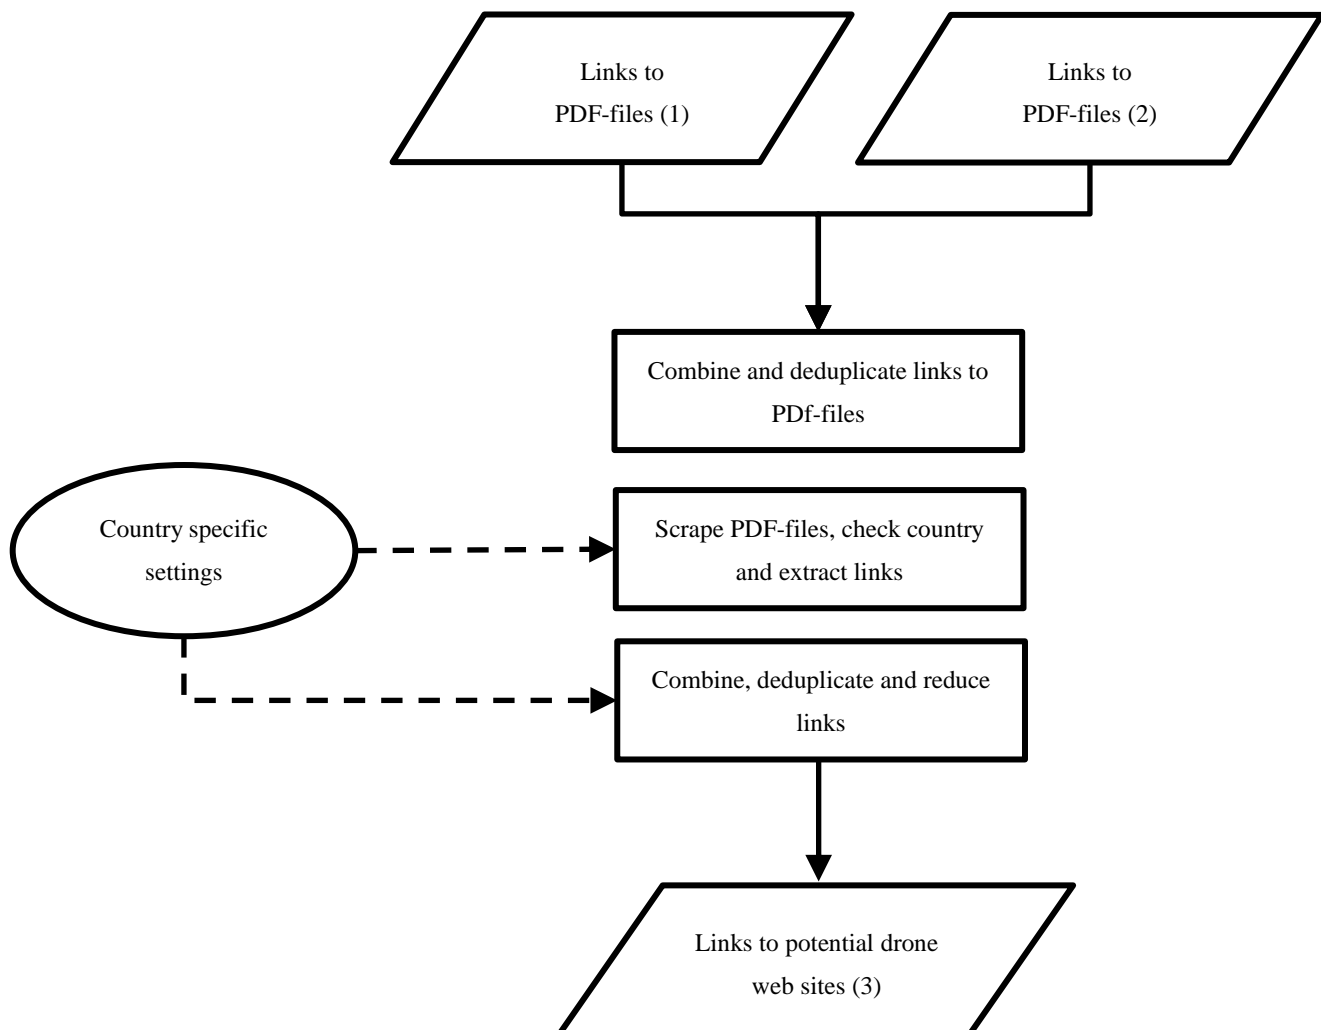 Links to
PDF-files (1)
Links to
PDF-files (2)
Combine and deduplicate links to
PDf-files
Country specific
settings
Scrape PDF-files, check country
and extract links
Combine, deduplicate and reduce
links
Links to potential drone
web sites (3)